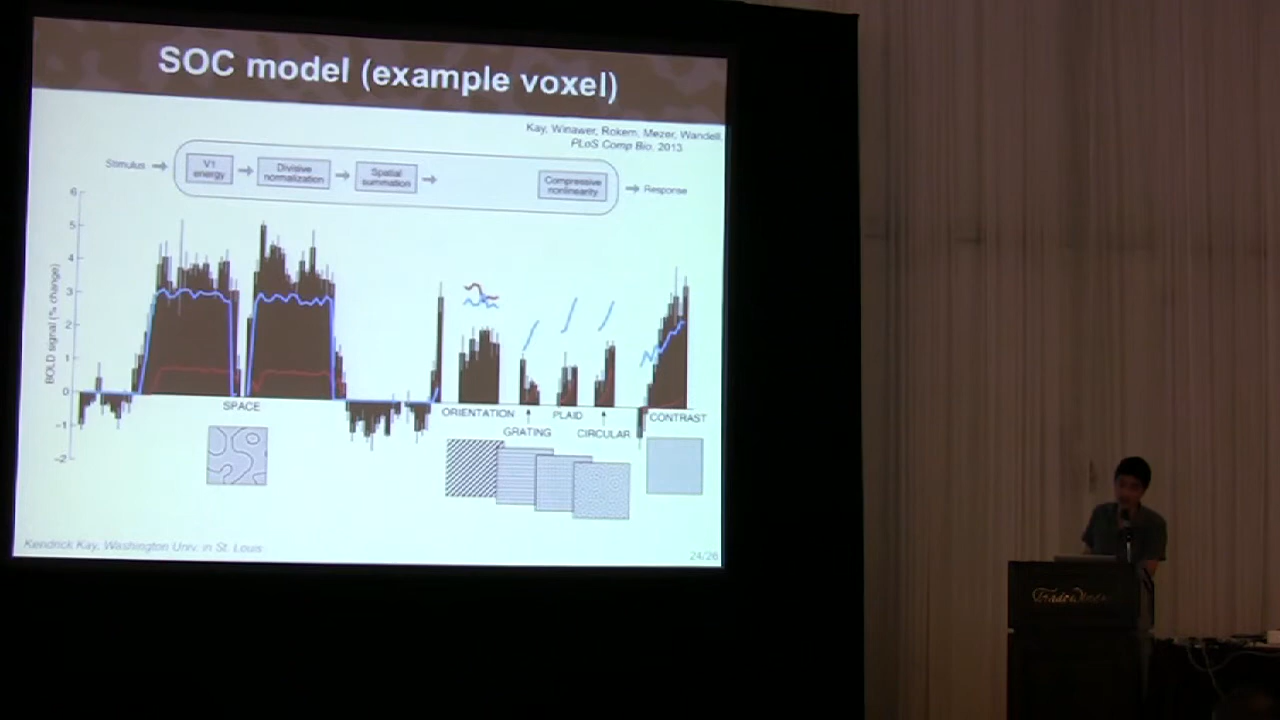 SOC model (example voxel)
Kay, Winawer, Rokem, Mezer, Wandell,
PLoS Comp Bio, 2013
Stimulus
V1
energy
Divisive
normalization
Spatial
summation
Compressive
nonlinearity
Response
BOLD signal (% change)
6
5
4
3
2
1
0
-1
-2
SPACE
ORIENTATION
GRATING
PLAID
CIRCULAR
CONTRAST
Kendrick Kay, Washington Univ. in St. Louis
24/26